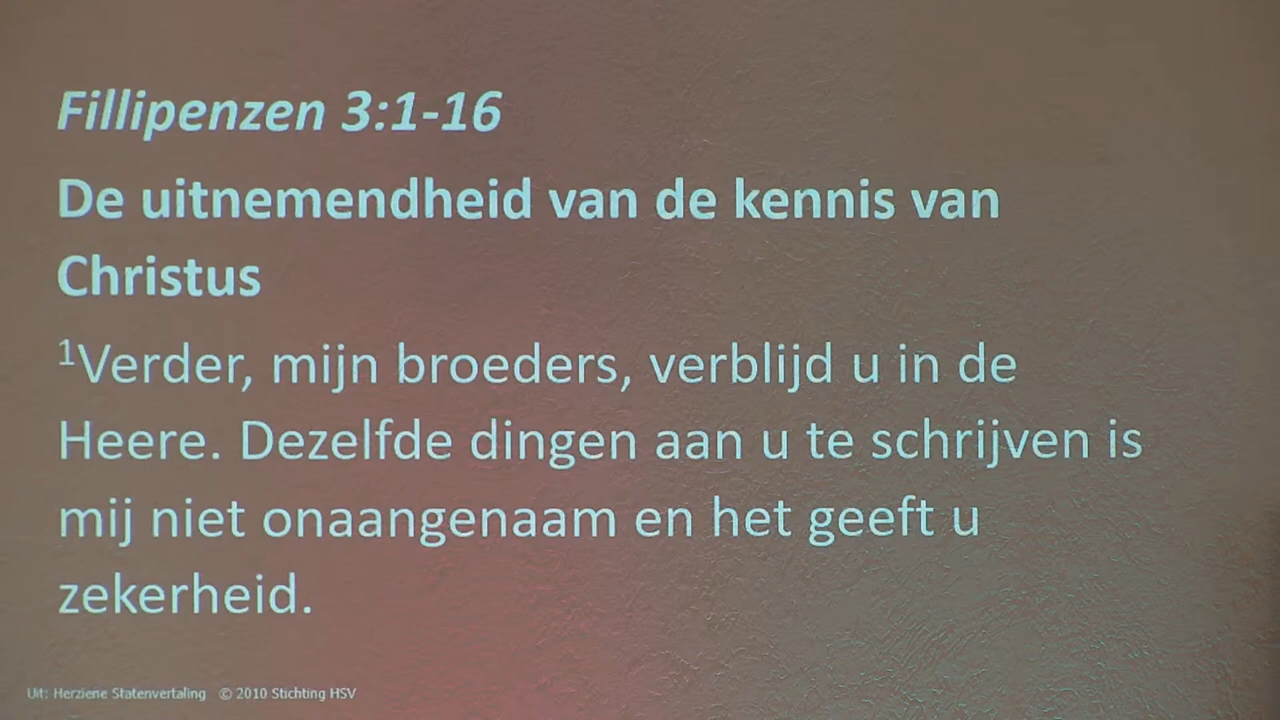 Fillipenzen 3:1-16
De uitnemendheid van de kennis van
Christus
¹Verder, mijn broeders, verblijd u in de
Heere. Dezelfde dingen aan u te schrijven is
mij niet onaangenaam en het geeft u
zekerheid.
Uit: Herziene Statenvertaling © 2010 Stichting HSV